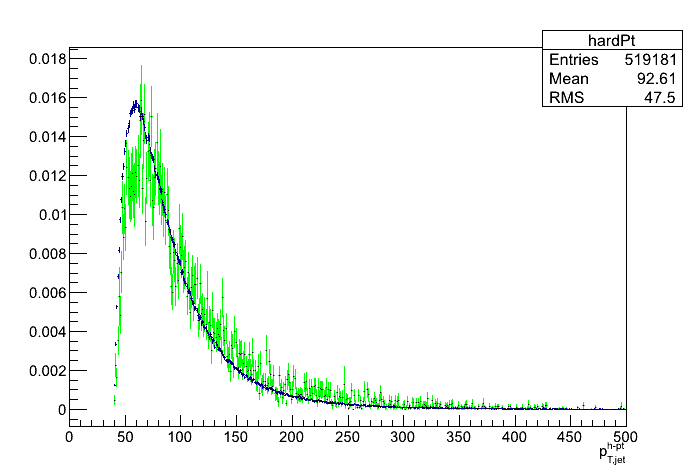 hardPt
Entries 519181
Mean 92.61
RMS 47.5
0.018
0.016
0.014
0.012
0.01
0.008
0.006
0.004
0.002
0
0 50 100 150 200 250 300 350 400 450 500
p^{h-pt}_{T,jet}